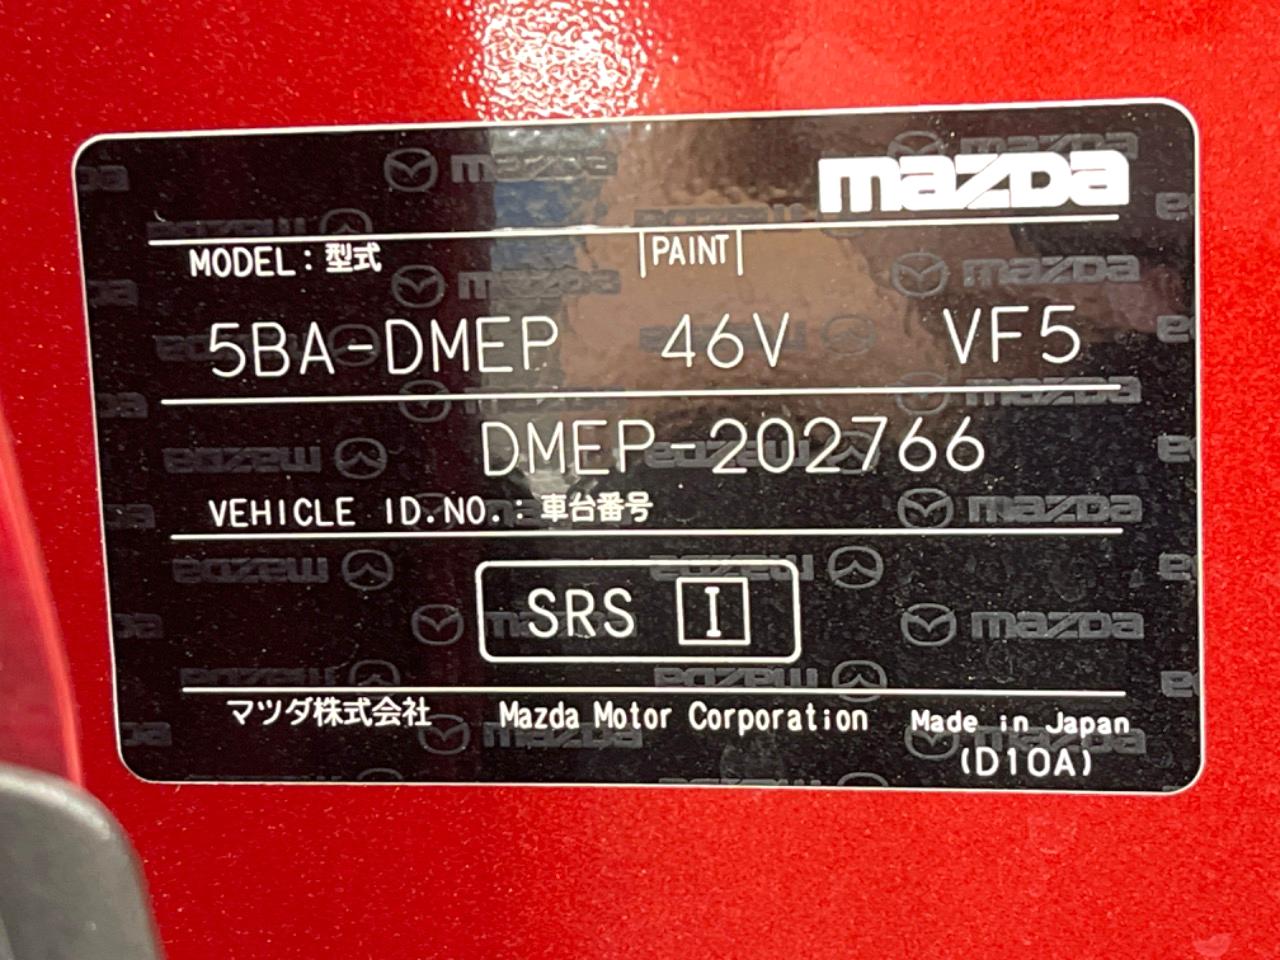 mazda
MODEL: 型式 PAINT
5BA-DMEP 46V VF5
DMEP-202766
VEHICLE ID.NO.: 車台番号
SRS I
マツダ株式会社 Mazda Motor Corporation Made in Japan
(D10A)